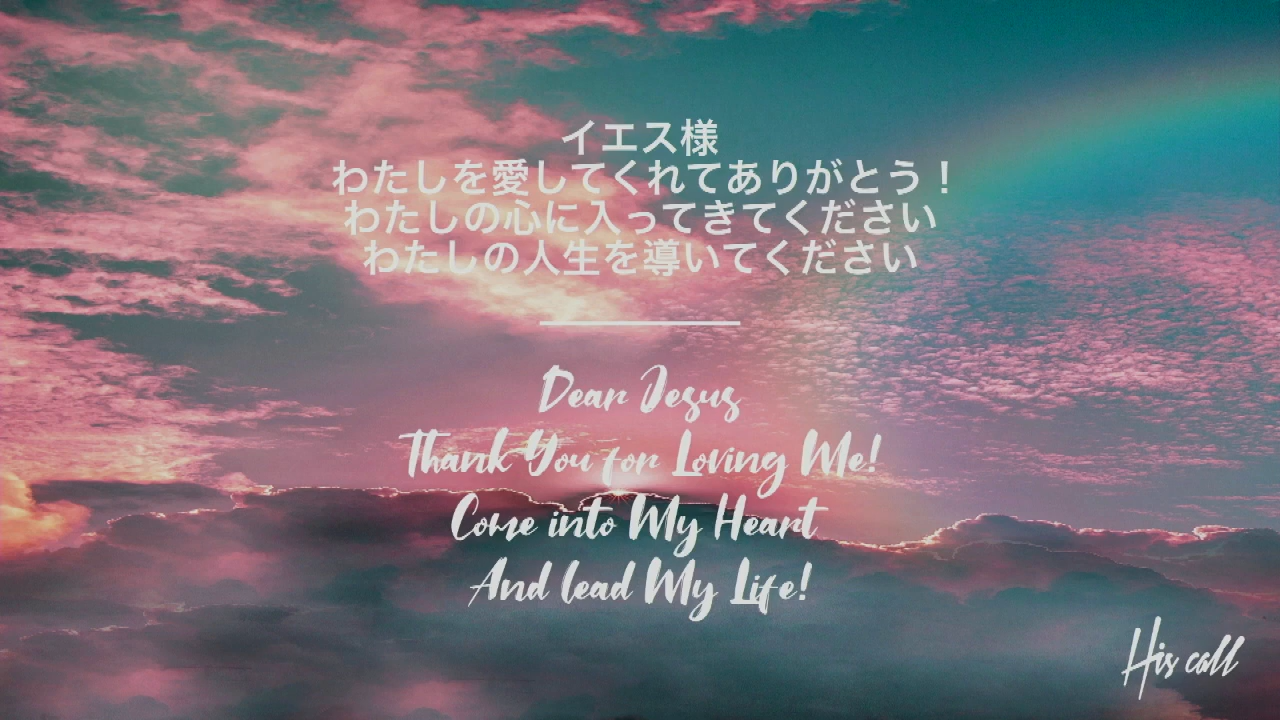 イエス様
わたしを愛してくれてありがとう！
わたしの心に入ってきてください
わたしの人生を導いてください
Dear Jesus
Thank You for Loving Me!
Come into My Heart
And lead My Life!
His call